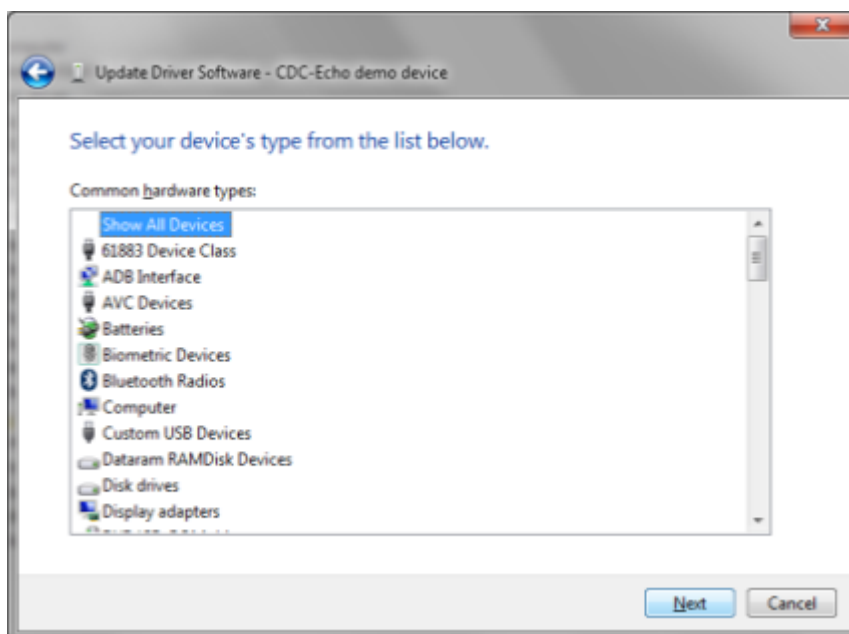 Update Driver Software - CDC-Echo demo device
Select your device's type from the list below.
Common hardware types:
Show All Devices
61883 Device Class
ADB Interface
AVC Devices
Batteries
Biometric Devices
Bluetooth Radios
Computer
Custom USB Devices
Dataram RAMDisk Devices
Disk drives
Display adapters
Next
Cancel